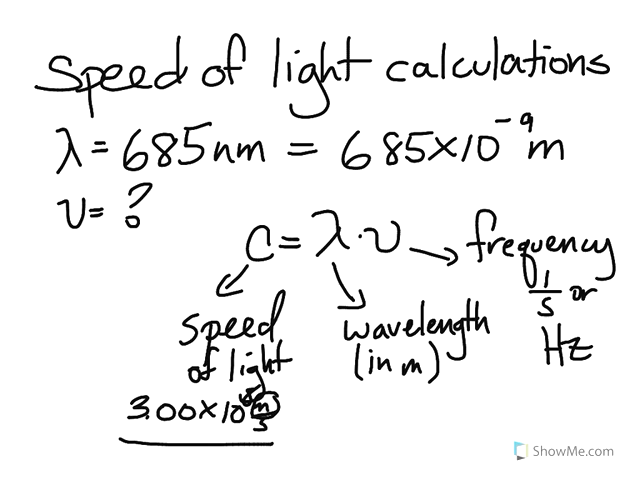 Speed of light calculations
λ = 685nm = 685×10⁻⁹m
ν = ?
C = λ · ν → frequency
1/s or
Hz
speed
of light
3.00×10⁸ m/s
wavelength
(in m)
ShowMe.com